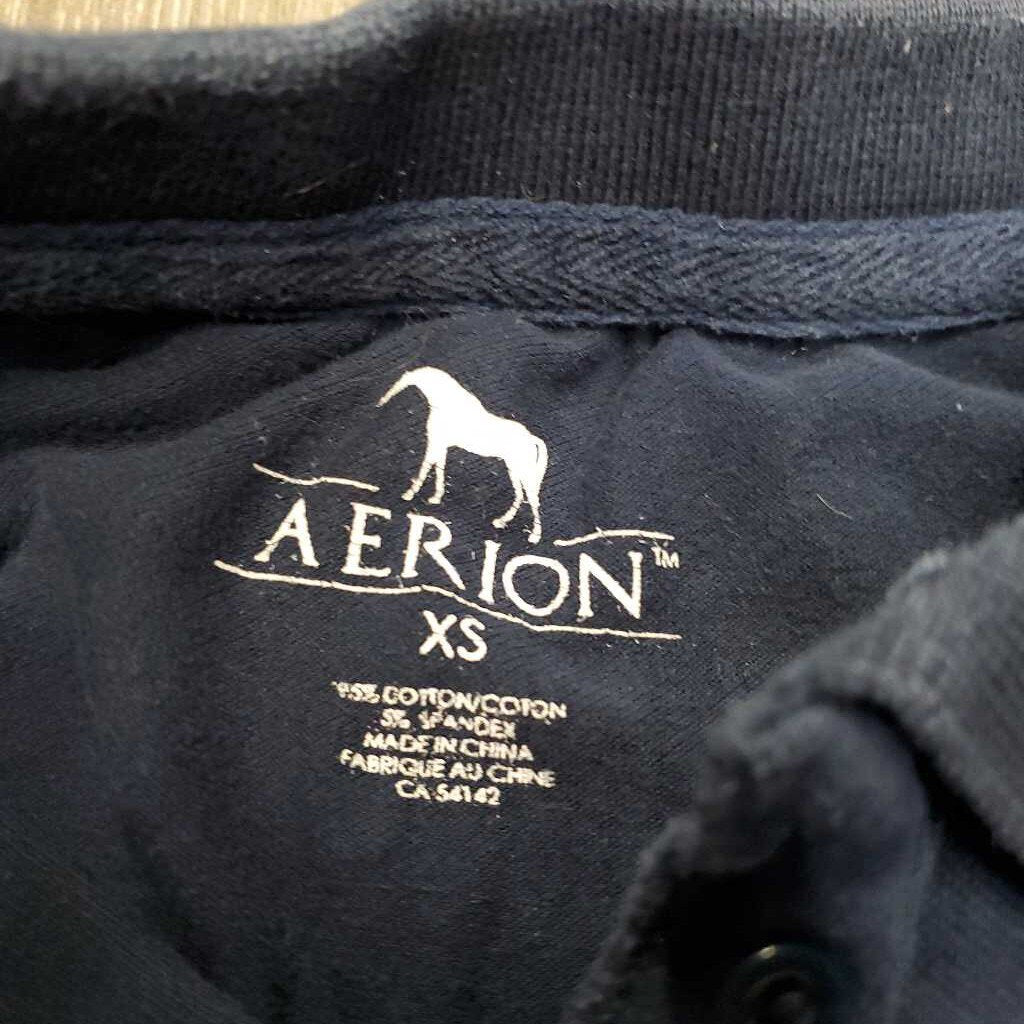 AERION™
XS
95% COTTON/COTON
5% SPANDEX
MADE IN CHINA
FABRIQUE AU CHINE
CA 54142